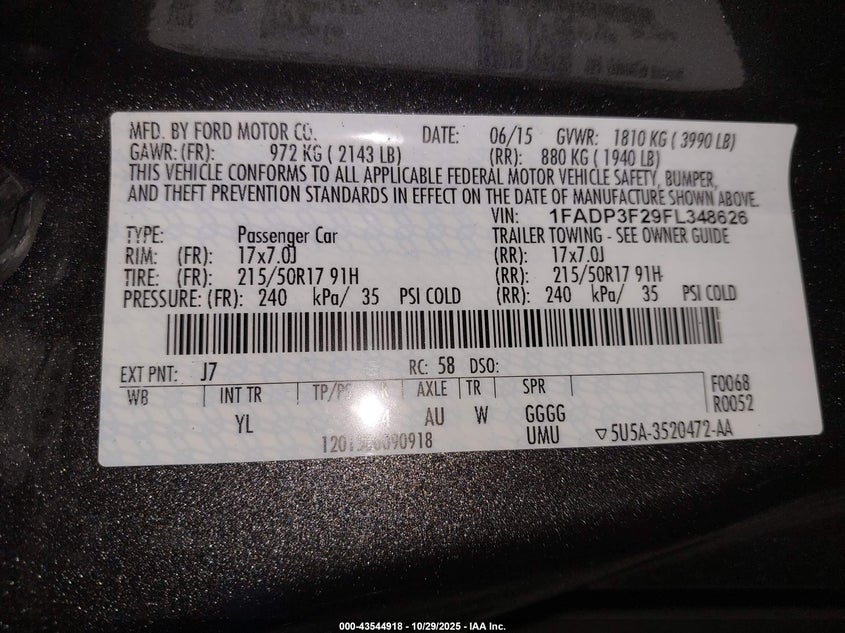 MFD. BY FORD MOTOR CO. DATE: 06/15 GVWR: 1810 KG ( 3990 LB)
GAWR: (FR): 972 KG ( 2143 LB) (RR): 880 KG ( 1940 LB)
THIS VEHICLE CONFORMS TO ALL APPLICABLE FEDERAL MOTOR VEHICLE SAFETY, BUMPER,
AND THEFT PREVENTION STANDARDS IN EFFECT ON THE DATE OF MANUFACTURE SHOWN ABOVE.
VIN: 1FADP3F29FL348626
TYPE: Passenger Car TRAILER TOWING - SEE OWNER GUIDE
RIM: (FR): 17x7.0J (RR): 17x7.0J
TIRE: (FR): 215/50R17 91H (RR): 215/50R17 91H
PRESSURE: (FR): 240 kPa/ 35 PSI COLD (RR): 240 kPa/ 35 PSI COLD
EXT PNT: J7 RC: 58 DSO:
WB INT TR AXLE TR SPR F0068
YL AU W GGGG R0052
UMU ▽5U5A-3520472-AA
000-43544918 - 10/29/2025 - IAA Inc.